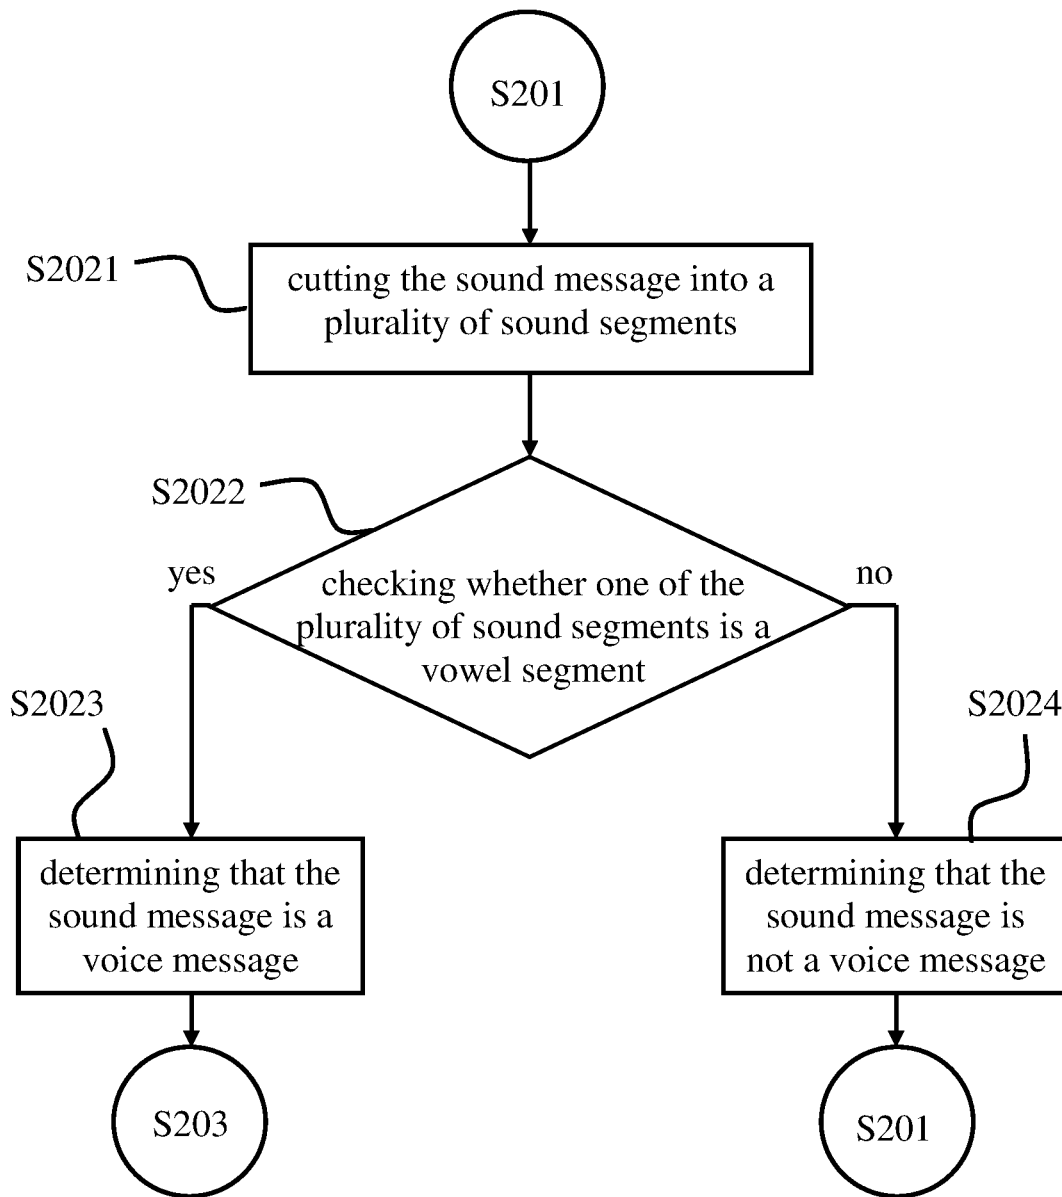 S201
S2021
cutting the sound message into a
plurality of sound segments
S2022
yes
no
checking whether one of the
plurality of sound segments is a
vowel segment
S2023
S2024
determining that the
sound message is a
voice message
determining that the
sound message is
not a voice message
S203
S201